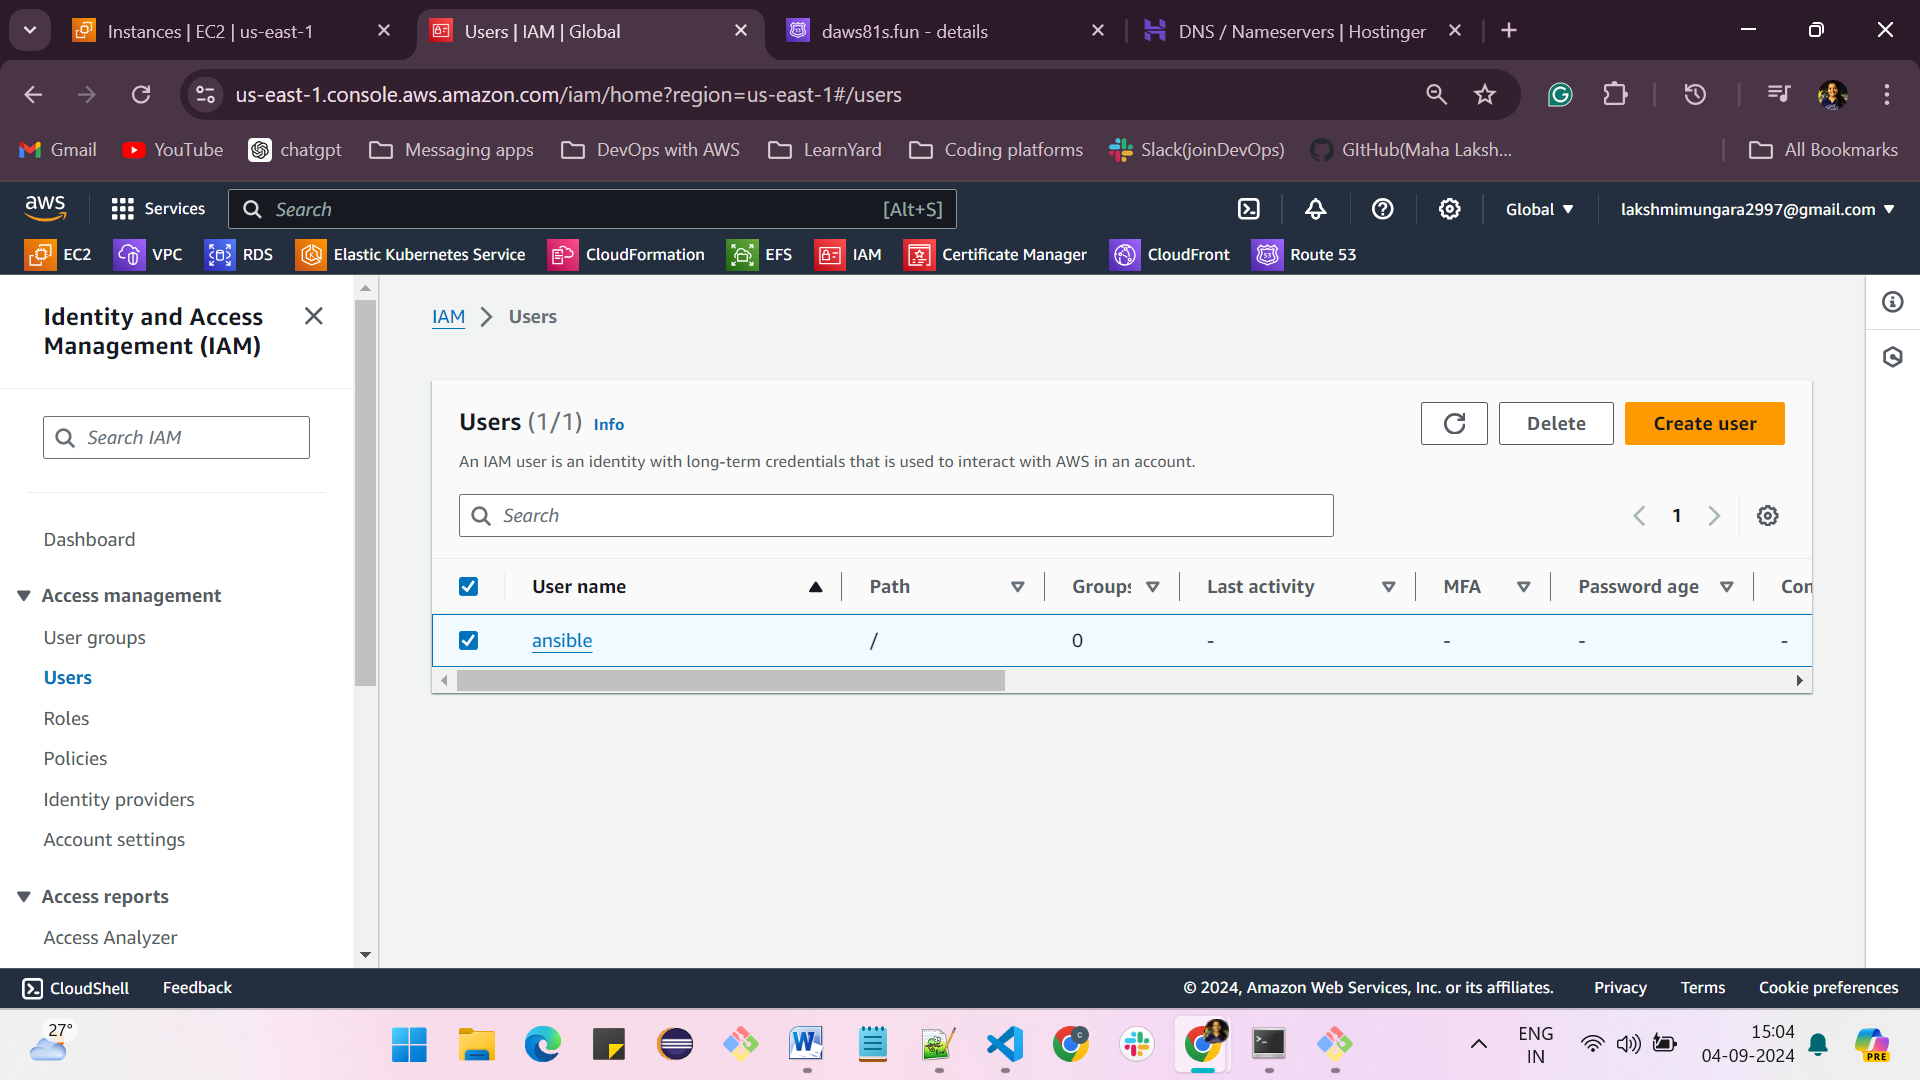 Instances | EC2 | us-east-1
Users | IAM | Global
daws81s.fun - details
DNS / Nameservers | Hostinger
us-east-1.console.aws.amazon.com/iam/home?region=us-east-1#/users
Gmail
YouTube
chatgpt
Messaging apps
DevOps with AWS
LearnYard
Coding platforms
Slack(joinDevOps)
GItHub(Maha Laksh...
All Bookmarks
aws
Services
Search
[Alt+S]
Global
lakshmimungara2997@gmail.com
EC2
VPC
RDS
Elastic Kubernetes Service
CloudFormation
EFS
IAM
Certificate Manager
CloudFront
53
Route 53
Identity and Access
Management (IAM)
Search IAM
Dashboard
Access management
User groups
Users
Roles
Policies
Identity providers
Account settings
Access reports
Access Analyzer
IAM
Users
Users (1/1) Info
Delete
Create user
An IAM user is an identity with long-term credentials that is used to interact with AWS in an account.
Search
1
User name
Path
Groups
Last activity
MFA
Password age
Con
ansible
/
0
-
-
-
-
CloudShell
Feedback
© 2024, Amazon Web Services, Inc. or its affiliates.
Privacy
Terms
Cookie preferences
27°
ENG
IN
15:04
04-09-2024
PRE